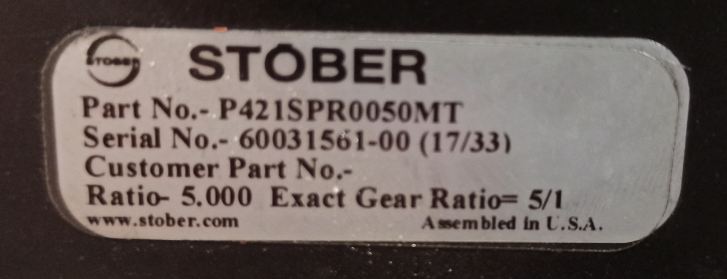 STOBER
STÖBER
Part No.- P421SPR0050MT
Serial No.- 60031561-00 (17/33)
Customer Part No.-
Ratio- 5.000 Exact Gear Ratio= 5/1
www.stober.com Assembled in U.S.A.